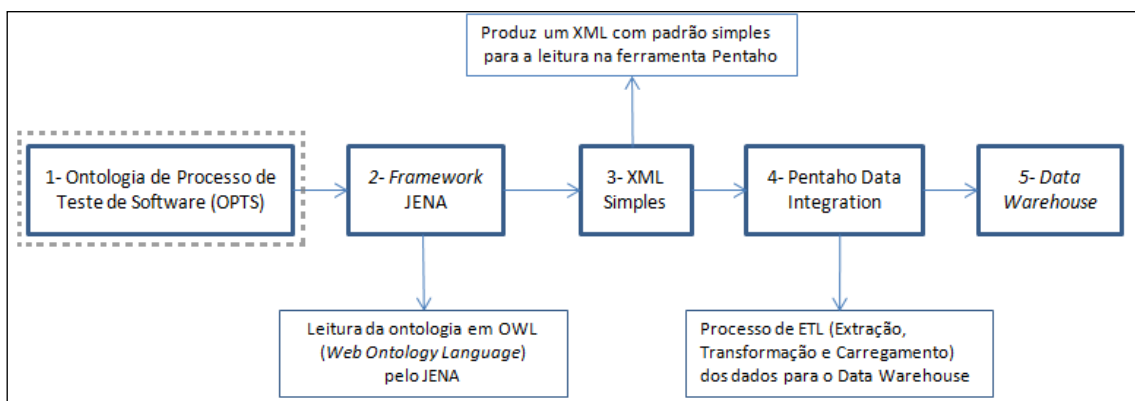 Produz um XML com padrão simples
para a leitura na ferramenta Pentaho
1- Ontologia de Processo de
Teste de Software (OPTS)
2- Framework
JENA
3- XML
Simples
4- Pentaho Data
Integration
5- Data
Warehouse
Leitura da ontologia em OWL
(Web Ontology Language)
pelo JENA
Processo de ETL (Extração,
Transformação e Carregamento)
dos dados para o Data Warehouse